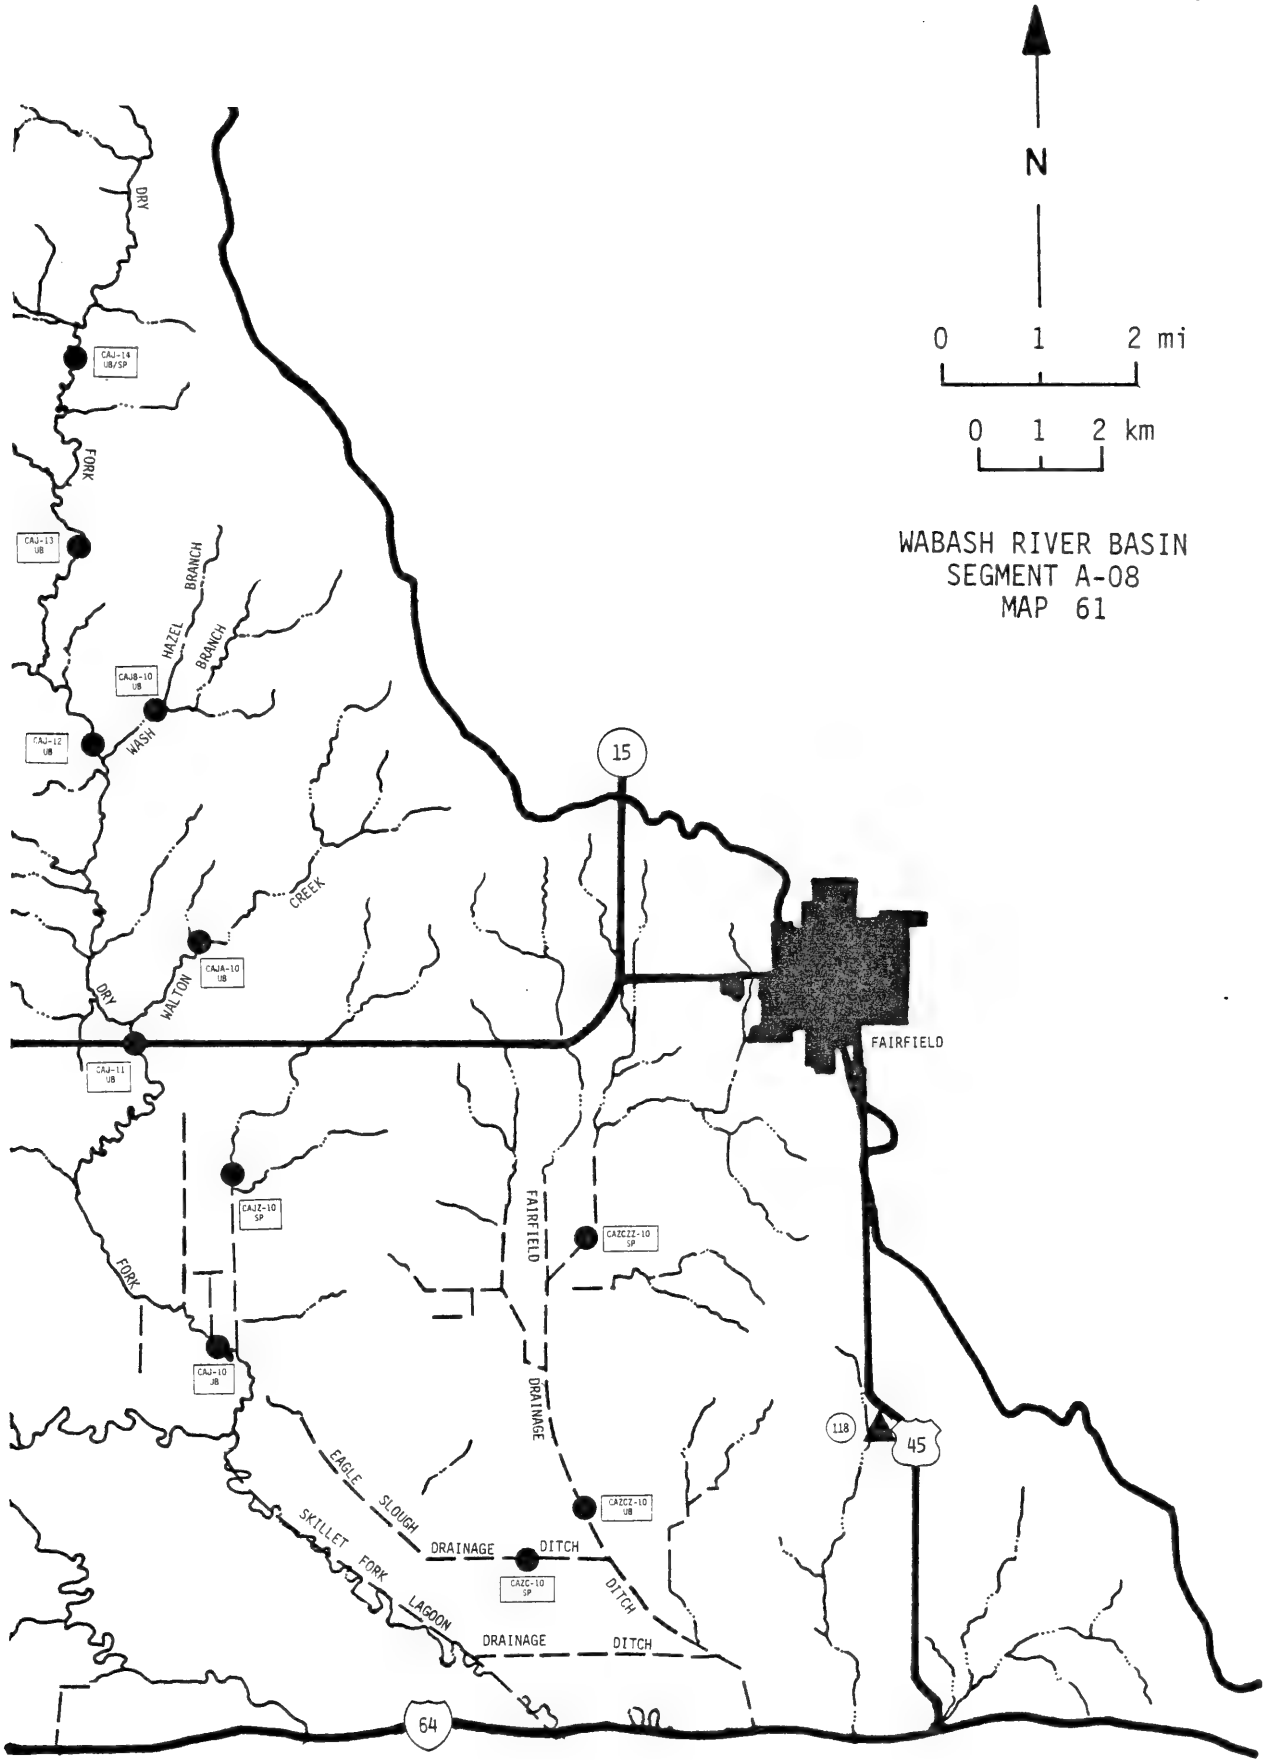 N
0 1 2 mi
0 1 2 km
WABASH RIVER BASIN
SEGMENT A-08
MAP 61
DRY
CAJ-14
UB/SP
FORK
CAJ-13
UB
HAZEL BRANCH
BRANCH
CAJB-10
UB
WASH
CAJ-12
UB
15
CREEK
CAJA-10
UB
WALTON
DRY
CAJ-11
UB
FAIRFIELD
CAJZ-10
SP
FAIRFIELD
CAZCZZ-10
SP
FORK
CAJ-10
UB
DRAINAGE
118
45
EAGLE SLOUGH
CAZCZ-10
UB
SKILLET FORK LAGOON
DRAINAGE DITCH
CAZC-10
SP
DITCH
DRAINAGE DITCH
64